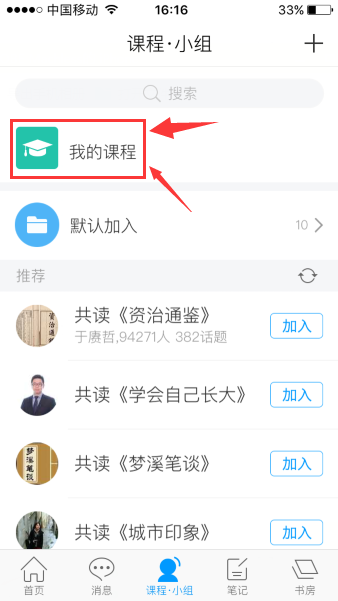 中国移动 16:16 33%
课程·小组
搜索
我的课程
默认加入 10
推荐
共读《资治通鉴》
于赓哲,94271人 382话题
加入
共读《学会自己长大》
加入
共读《梦溪笔谈》
加入
共读《城市印象》
加入
首页 消息 课程·小组 笔记 书房